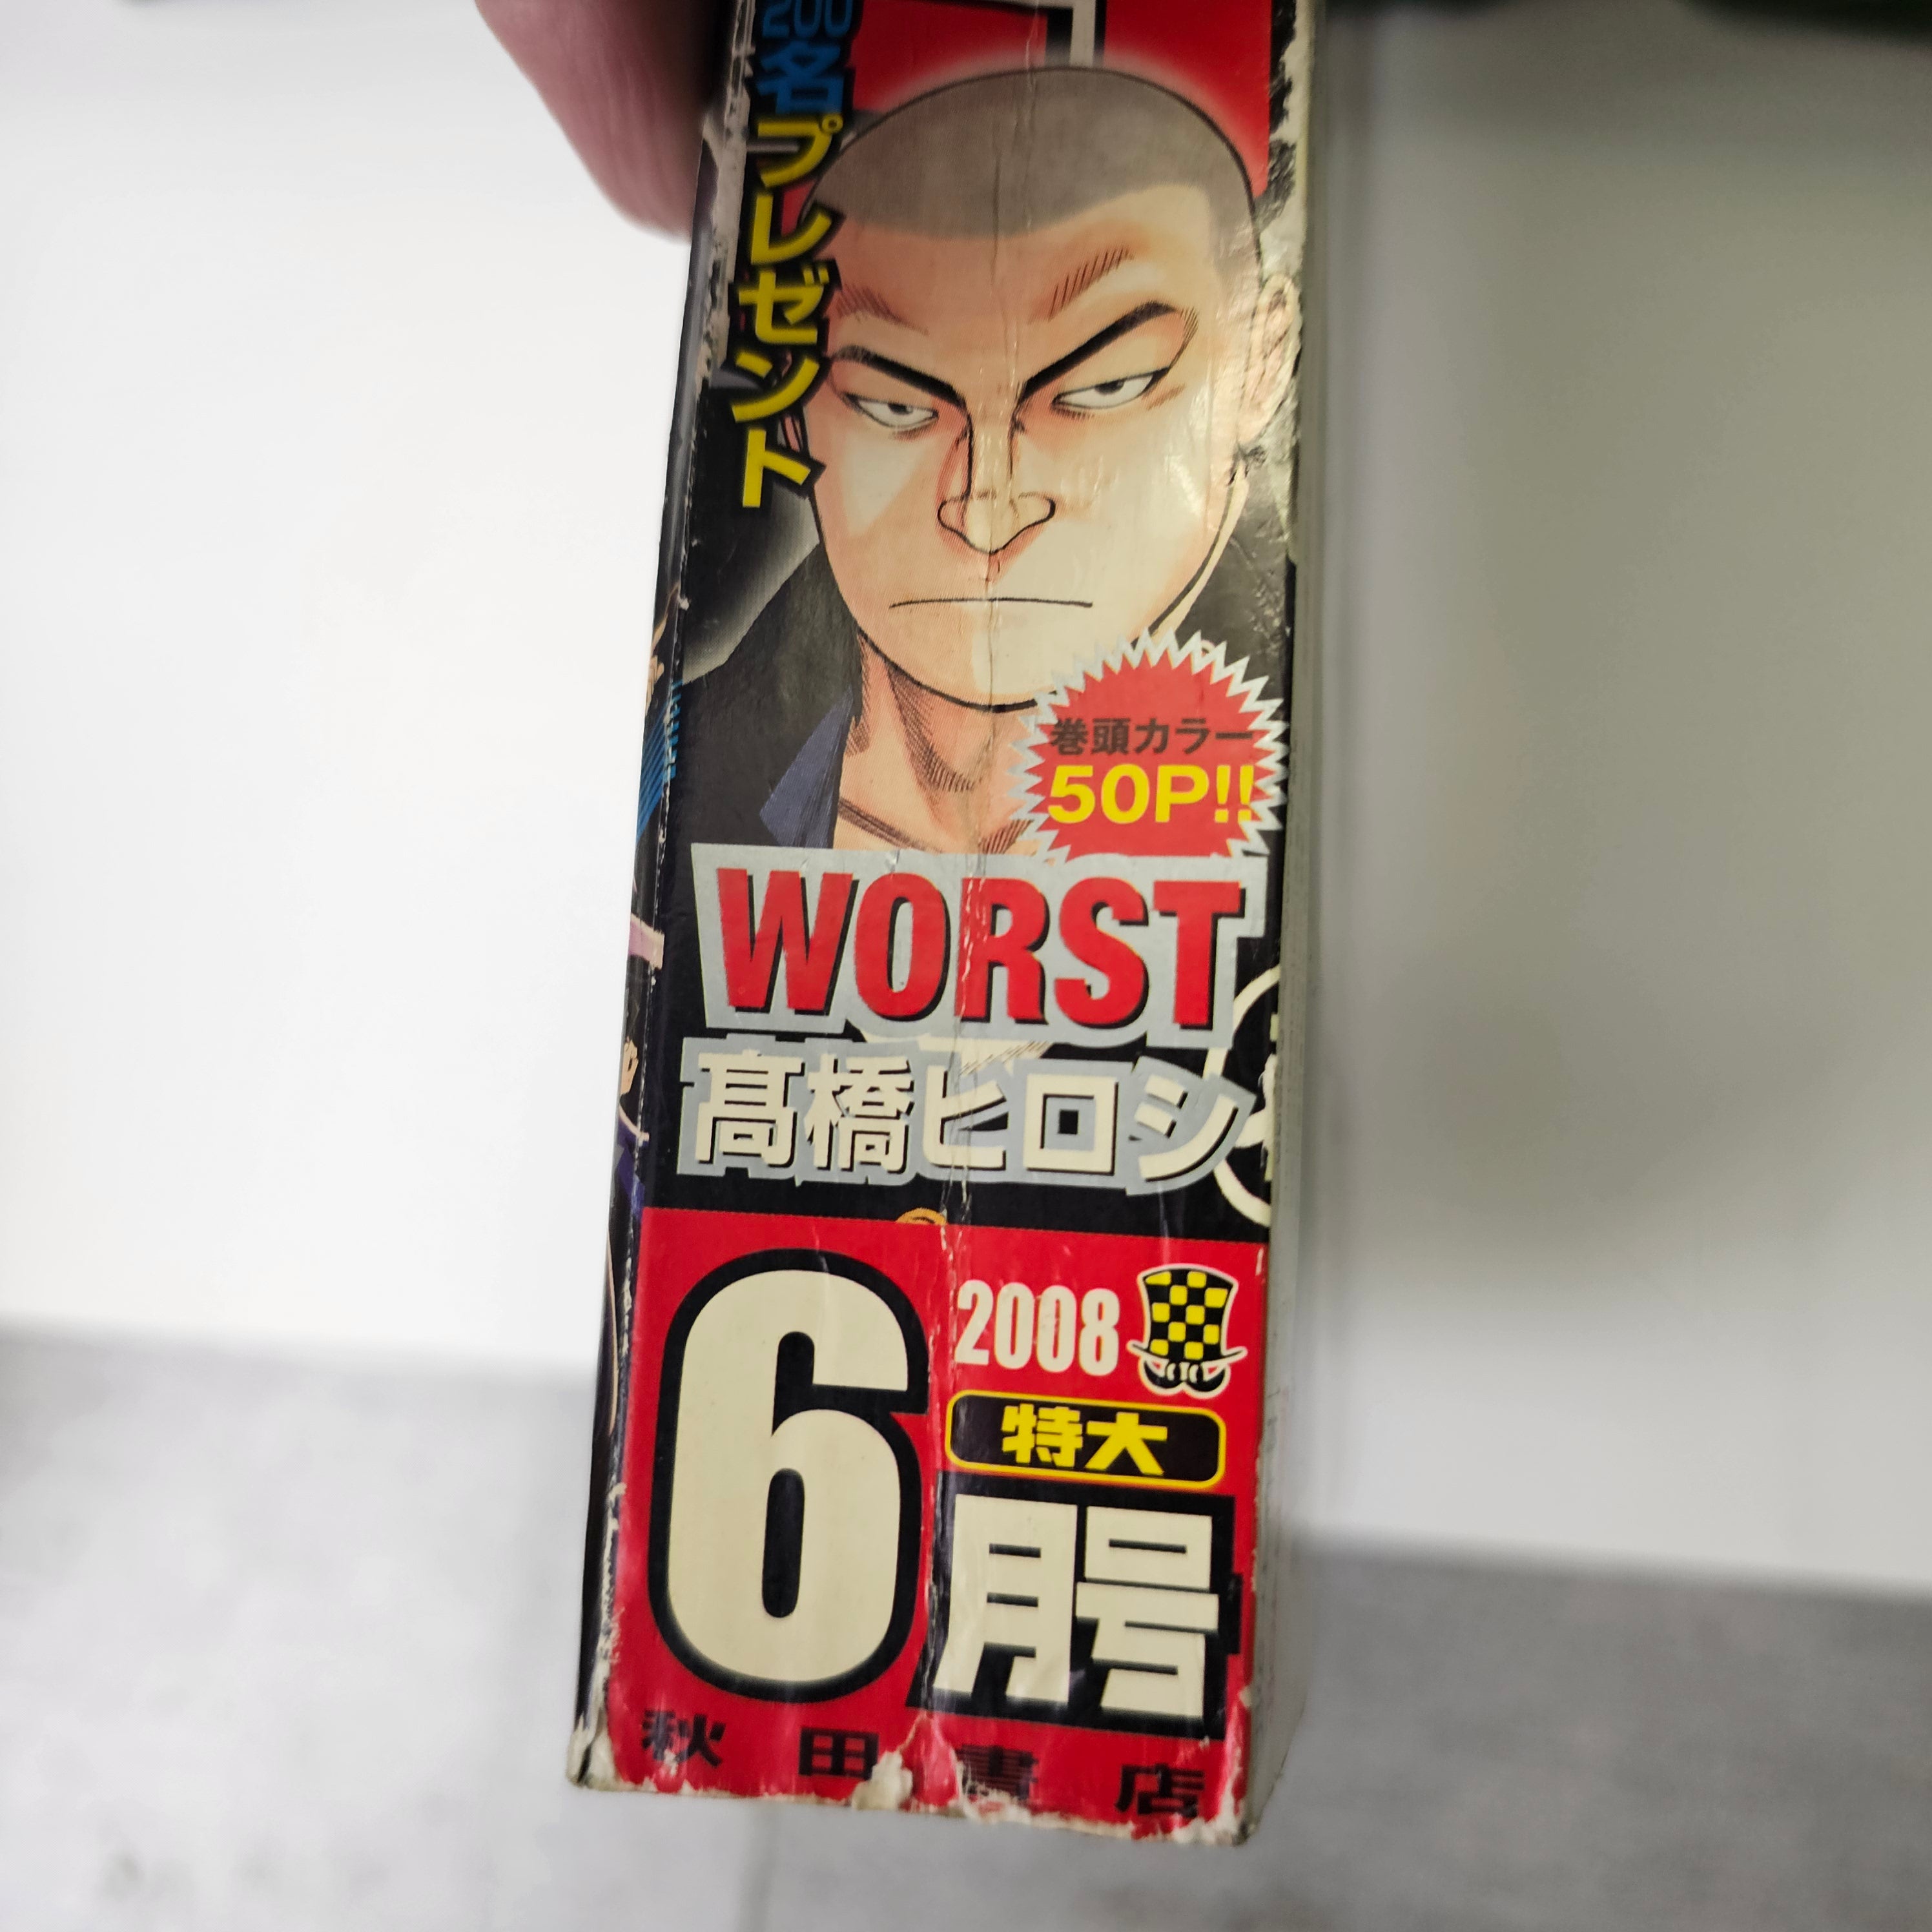 200名プレゼント
巻頭カラー
50P!!
WORST
髙橋ヒロシ
6月号
2008
特大
秋田書店